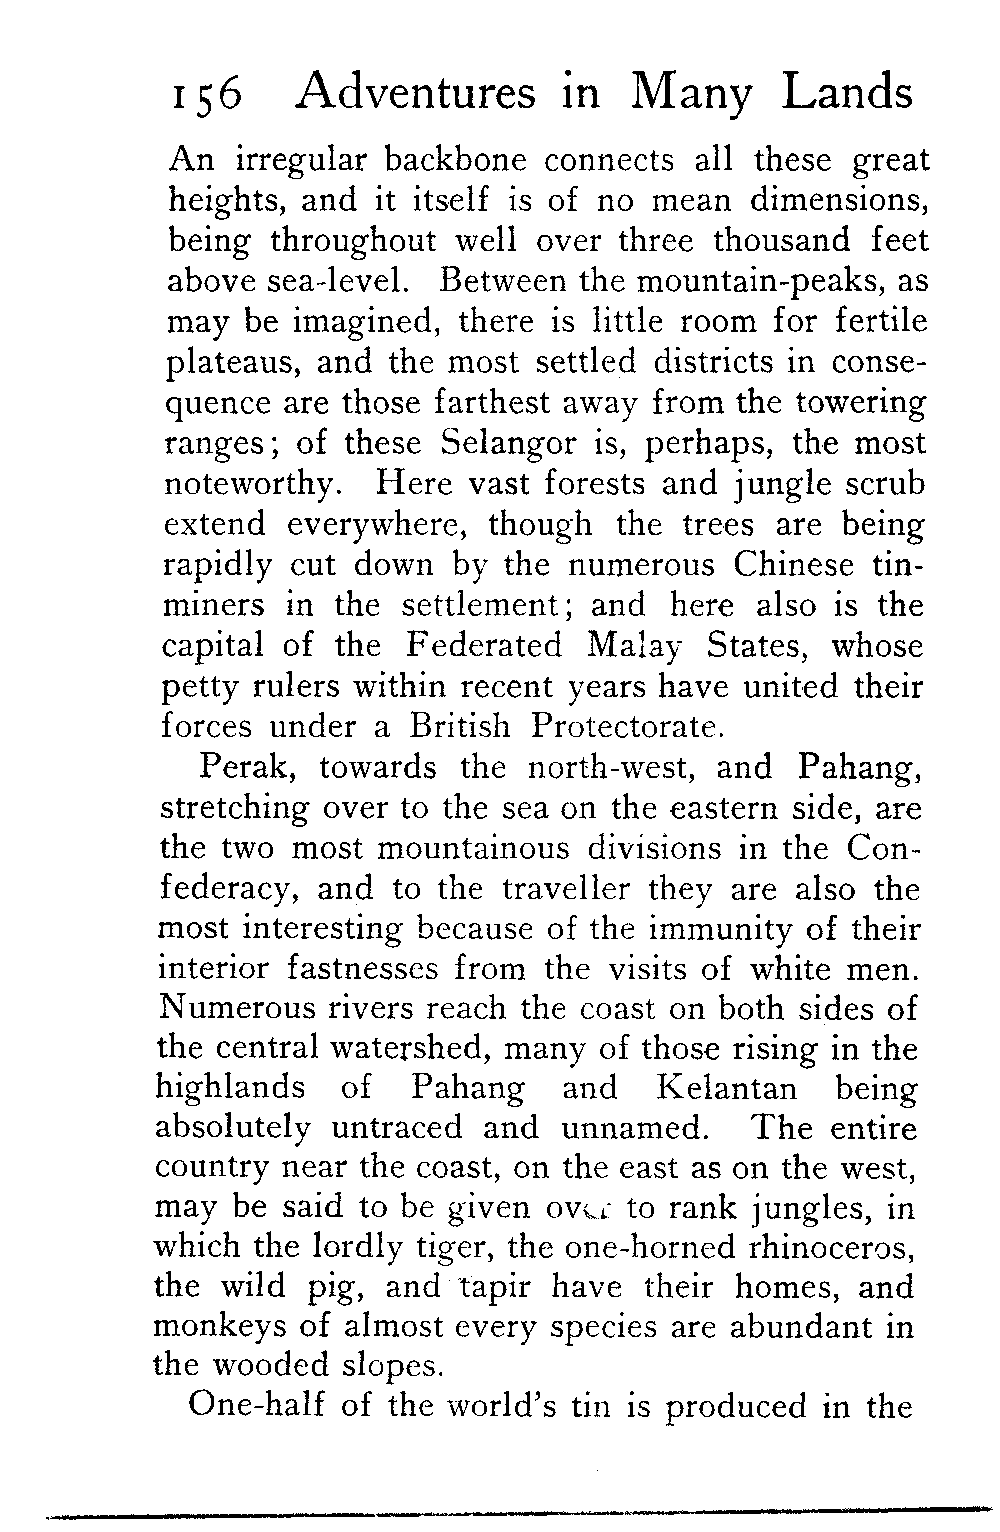 156 Adventures in Many Lands
An irregular backbone connects all these great
heights, and it itself is of no mean dimensions,
being throughout well over three thousand feet
above sea-level. Between the mountain-peaks, as
may be imagined, there is little room for fertile
plateaus, and the most settled districts in conse-
quence are those farthest away from the towering
ranges; of these Selangor is, perhaps, the most
noteworthy. Here vast forests and jungle scrub
extend everywhere, though the trees are being
rapidly cut down by the numerous Chinese tin-
miners in the settlement; and here also is the
capital of the Federated Malay States, whose
petty rulers within recent years have united their
forces under a British Protectorate.
Perak, towards the north-west, and Pahang,
stretching over to the sea on the eastern side, are
the two most mountainous divisions in the Con-
federacy, and to the traveller they are also the
most interesting because of the immunity of their
interior fastnesses from the visits of white men.
Numerous rivers reach the coast on both sides of
the central watershed, many of those rising in the
highlands of Pahang and Kelantan being
absolutely untraced and unnamed. The entire
country near the coast, on the east as on the west,
may be said to be given over to rank jungles, in
which the lordly tiger, the one-horned rhinoceros,
the wild pig, and tapir have their homes, and
monkeys of almost every species are abundant in
the wooded slopes.
One-half of the world's tin is produced in the